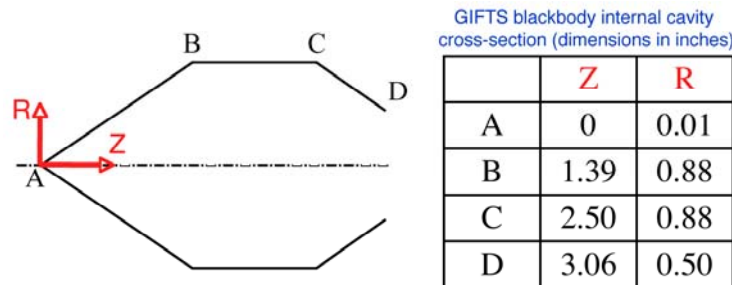 GIFTS blackbody internal cavity
cross-section (dimensions in inches)
B
C
D
R
Z
A
Z R
A 0 0.01
B 1.39 0.88
C 2.50 0.88
D 3.06 0.50